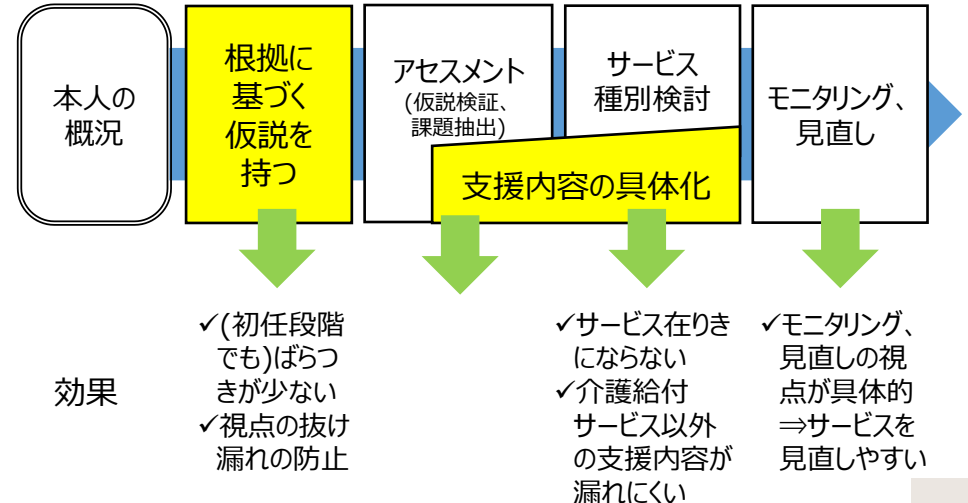 本人の
概況
根拠に
基づく
仮説を
持つ
アセスメント
(仮説検証、
課題抽出)
サービス
種別検討
支援内容の具体化
モニタリング、
見直し
効果
✓(初任段階
でも)ばらつ
きが少ない
✓視点の抜け
漏れの防止
✓サービス在りき
にならない
✓介護給付
サービス以外
の支援内容が
漏れにくい
✓モニタリング、
見直しの視
点が具体的
⇒サービスを
見直しやすい